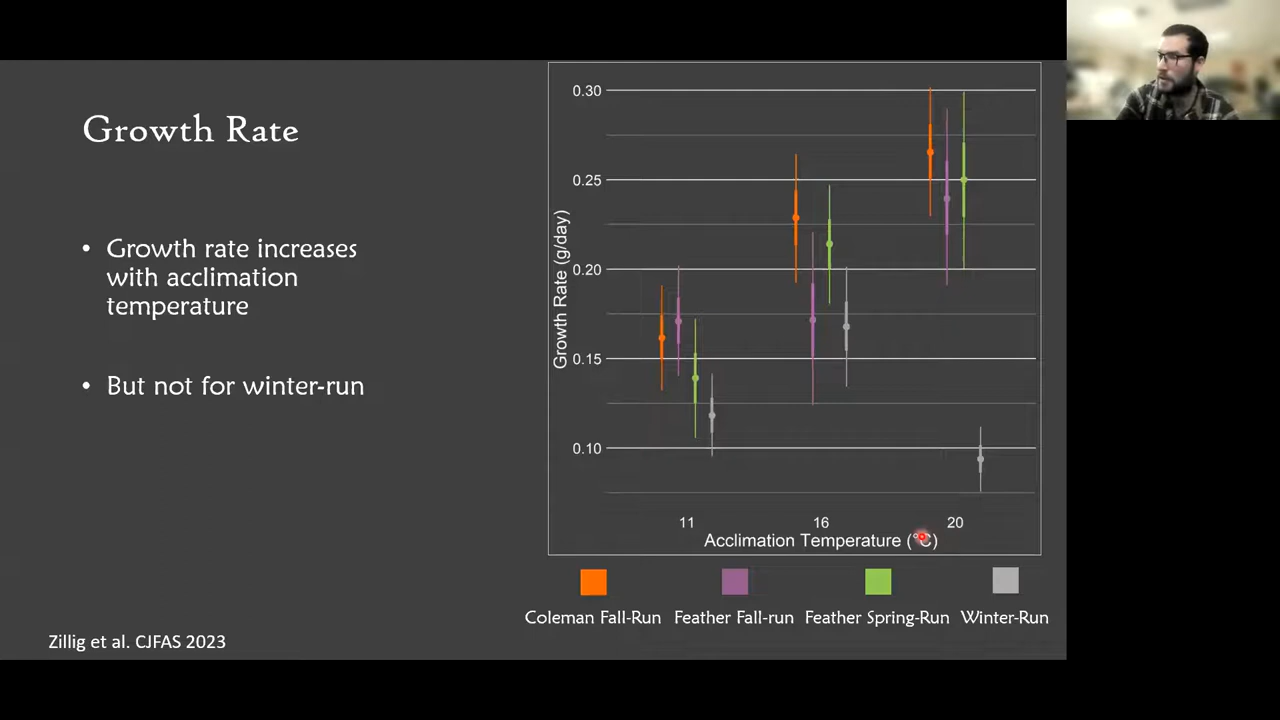 Growth Rate
• Growth rate increases
with acclimation
temperature
• But not for winter-run
Zillig et al. CJFAS 2023
0.30
0.25
0.20
0.15
0.10
Growth Rate (g/day)
11 16 20
Acclimation Temperature (°C)
Coleman Fall-Run Feather Fall-run Feather Spring-Run Winter-Run